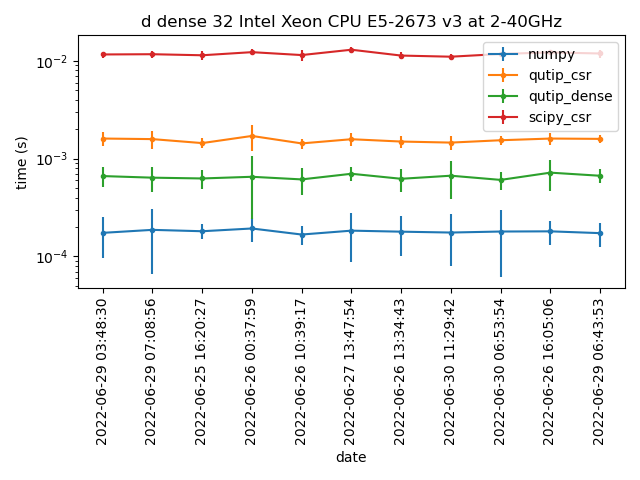 d dense 32 Intel Xeon CPU E5-2673 v3 at 2-40GHz
numpy
qutip_csr
qutip_dense
scipy_csr
time (s)
10^−2
10^−3
10^−4
2022-06-29 03:48:30
2022-06-29 07:08:56
2022-06-25 16:20:27
2022-06-26 00:37:59
2022-06-26 10:39:17
2022-06-27 13:47:54
2022-06-26 13:34:43
2022-06-30 11:29:42
2022-06-30 06:53:54
2022-06-26 16:05:06
2022-06-29 06:43:53
date